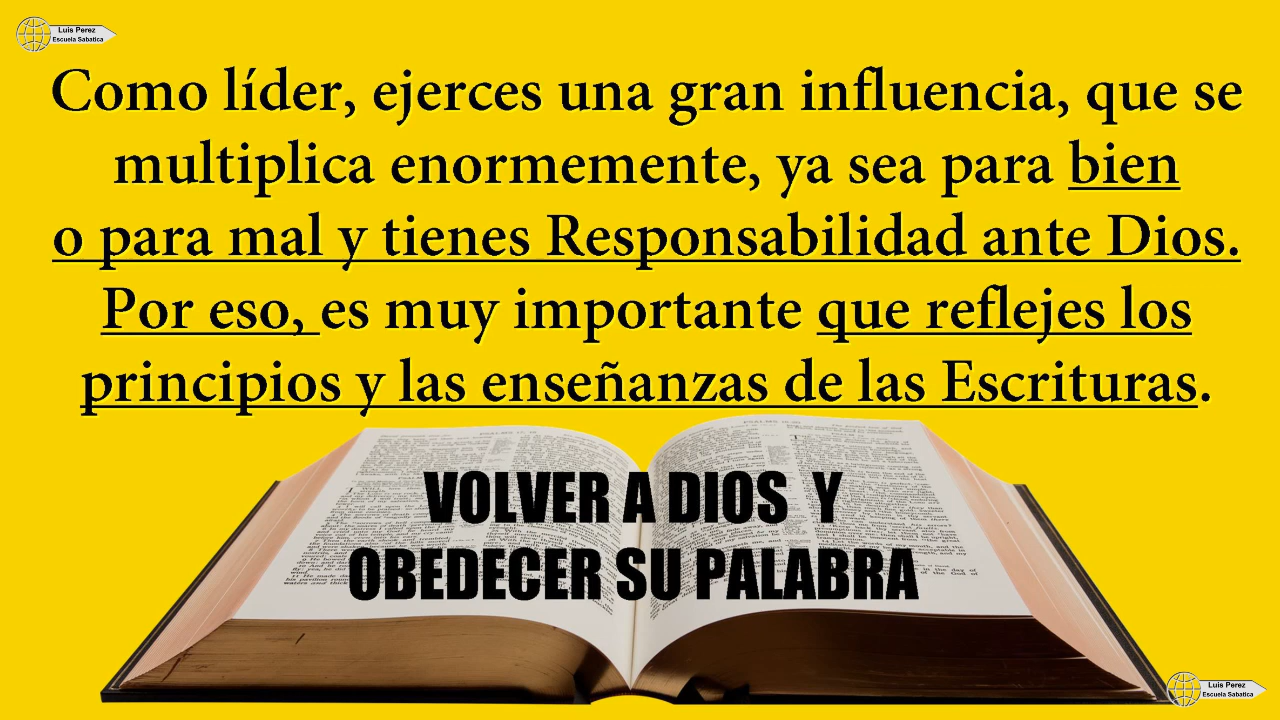 Luis Perez
Escuela Sabatica
Como líder, ejerces una gran influencia, que se
multiplica enormemente, ya sea para bien
o para mal y tienes Responsabilidad ante Dios.
Por eso, es muy importante que reflejes los
principios y las enseñanzas de las Escrituras.
VOLVER A DIOS Y
OBEDECER SU PALABRA
Luis Perez
Escuela Sabatica